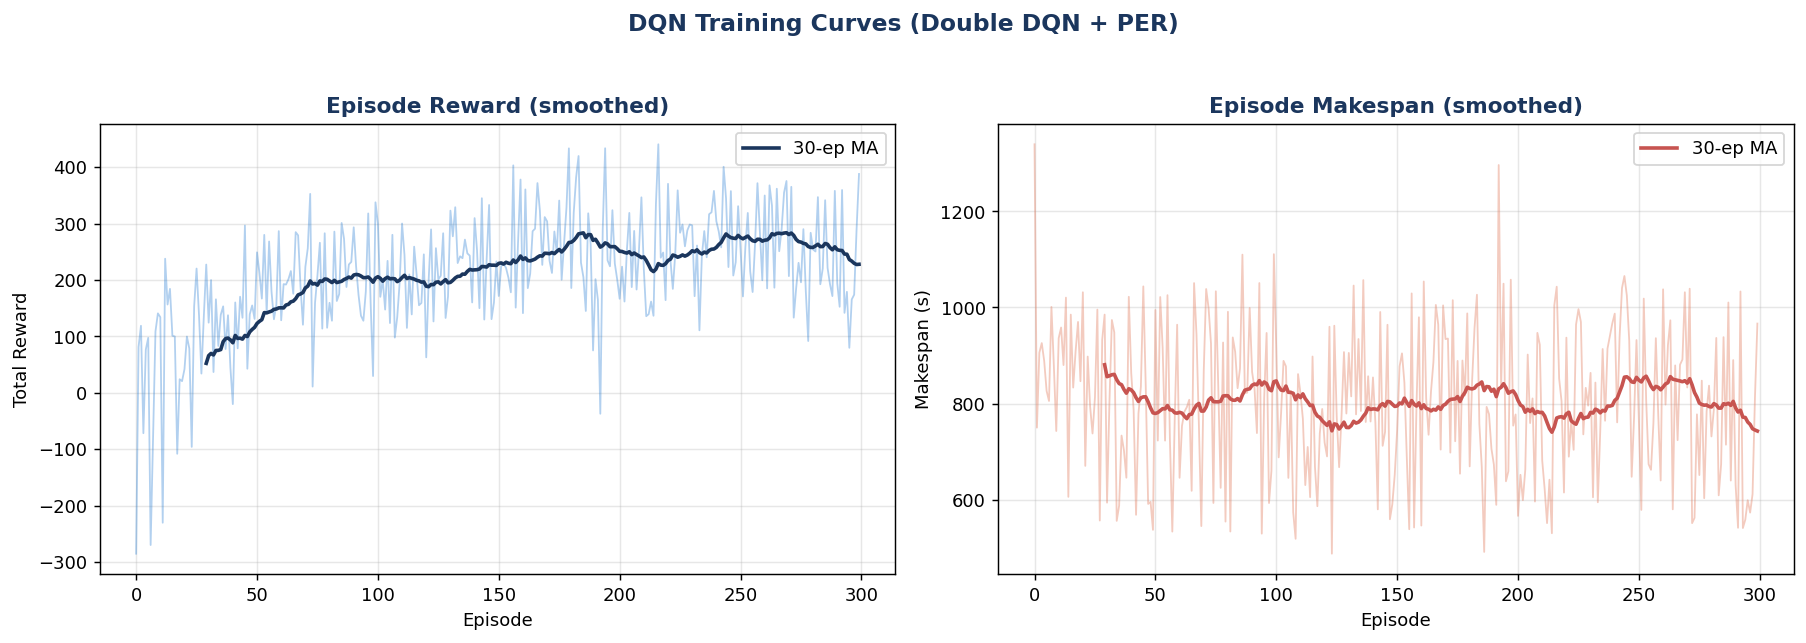 DQN Training Curves (Double DQN + PER)
Episode Reward (smoothed)
30-ep MA
Total Reward
400
300
200
100
0
−100
−200
−300
0 50 100 150 200 250 300
Episode
Episode Makespan (smoothed)
30-ep MA
Makespan (s)
1200
1000
800
600
0 50 100 150 200 250 300
Episode